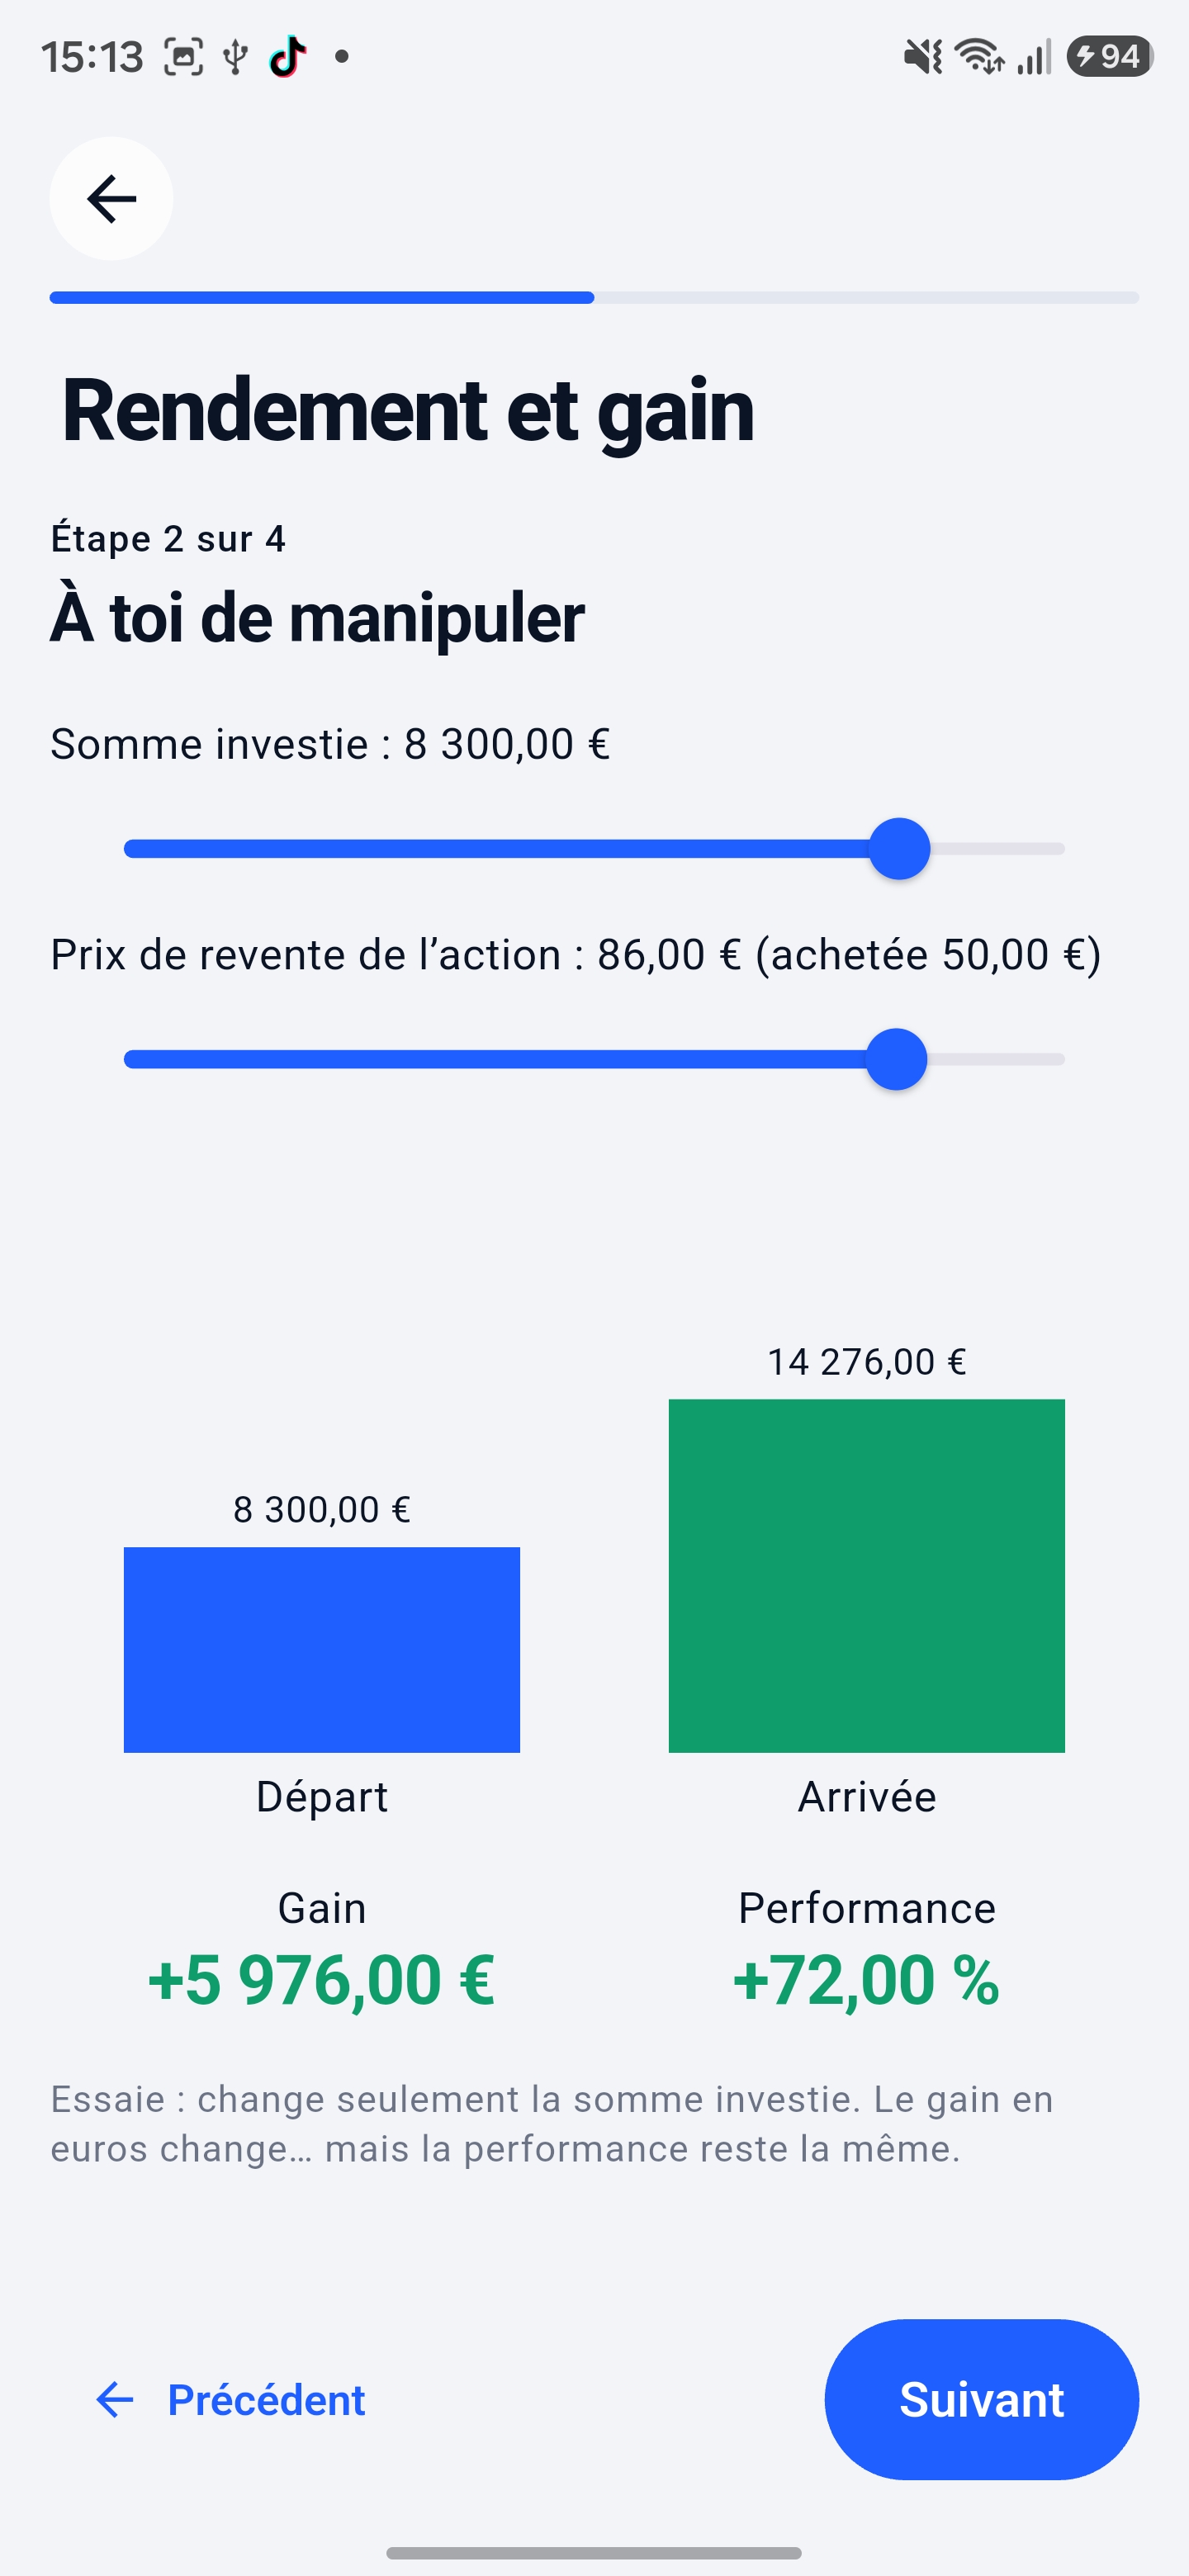 15:13
94
Rendement et gain
Étape 2 sur 4
À toi de manipuler
Somme investie : 8 300,00 €
Prix de revente de l’action : 86,00 € (achetée 50,00 €)
14 276,00 €
8 300,00 €
Départ
Arrivée
Gain
Performance
+5 976,00 €
+72,00 %
Essaie : change seulement la somme investie. Le gain en
euros change… mais la performance reste la même.
Précédent
Suivant